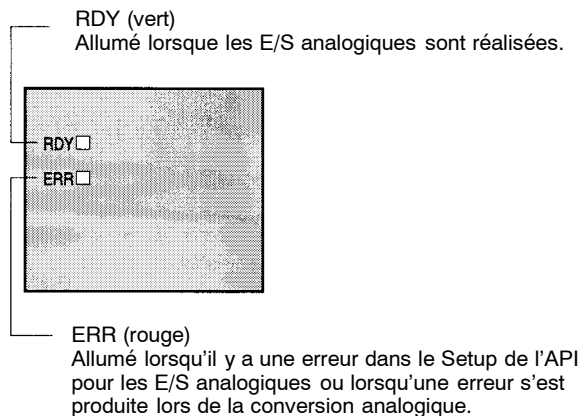 RDY (vert)
Allumé lorsque les E/S analogiques sont réalisées.
RDY
ERR
ERR (rouge)
Allumé lorsqu'il y a une erreur dans le Setup de l'API
pour les E/S analogiques ou lorsqu'une erreur s'est
produite lors de la conversion analogique.